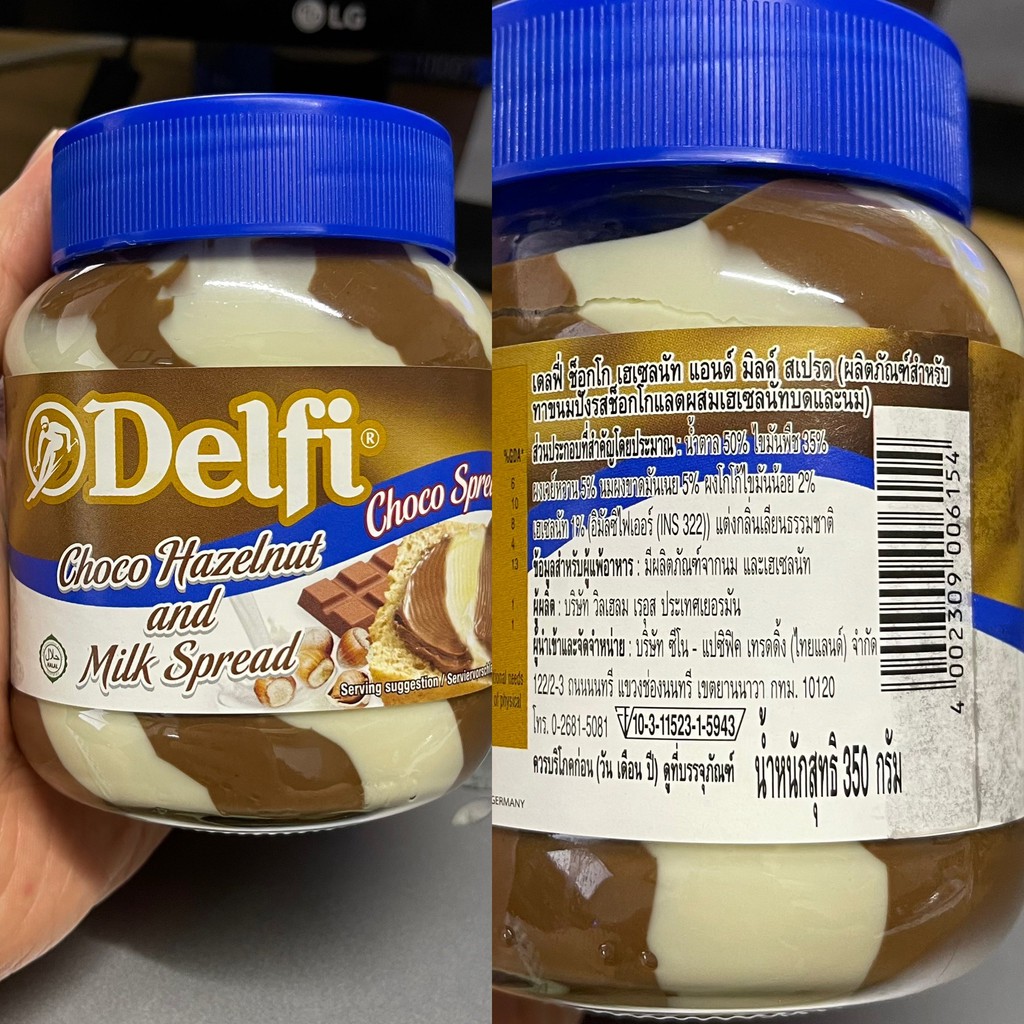 LG
Delfi®
Choco Spre
Choco Hazelnut
and
Milk Spread
HALAL
Serving suggestion / Serviervorschl
เดลฟี่ ช็อกโก เฮเซลนัท แอนด์ มิลค์ สเปรด (ผลิตภัณฑ์สำหรับ
ทาขนมปังรสช็อกโกแลตผสมเฮเซลนัทบดและนม)
ส่วนประกอบที่สำคัญโดยประมาณ : น้ำตาล 50% ไขมันพืช 35%
ผงเวย์หวาน 5% นมผงขาดมันเนย 5% ผงโกโก้ไขมันน้อย 2%
เฮเซลนัท 1% (อิมัลซิไฟเออร์ (INS 322)) แต่งกลิ่นเลียนธรรมชาติ
ข้อมูลสำหรับผู้แพ้อาหาร : มีผลิตภัณฑ์จากนม และเฮเซลนัท
ผู้ผลิต : บริษัท วิลเฮลม เรอุส ประเทศเยอรมัน
ผู้นำเข้าและจัดจำหน่าย : บริษัท ซีโน - แปซิฟิค เทรดดิ้ง (ไทยแลนด์) จำกัด
122/2-3 ถนนนนทรี แขวงช่องนนทรี เขตยานนาวา กทม. 10120
โทร. 0-2681-5081 10-3-11523-1-5943
ควรบริโภคก่อน (วัน เดือน ปี) ดูที่บรรจุภัณฑ์
น้ำหนักสุทธิ 350 กรัม
4 002309 006154
%GDA*
6
10
8
4
13
1
1
needs
of physical
GERMANY